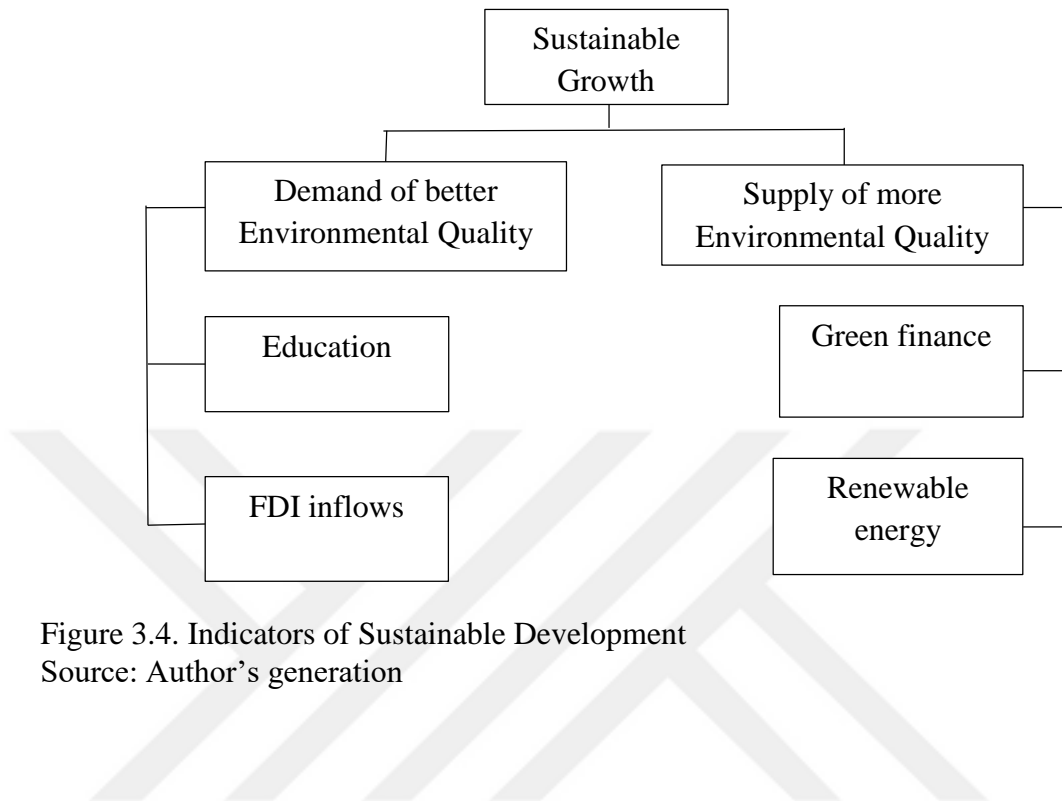 Sustainable
Growth
Demand of better
Environmental Quality
Supply of more
Environmental Quality
Education
Green finance
FDI inflows
Renewable
energy
Figure 3.4. Indicators of Sustainable Development
Source: Author’s generation